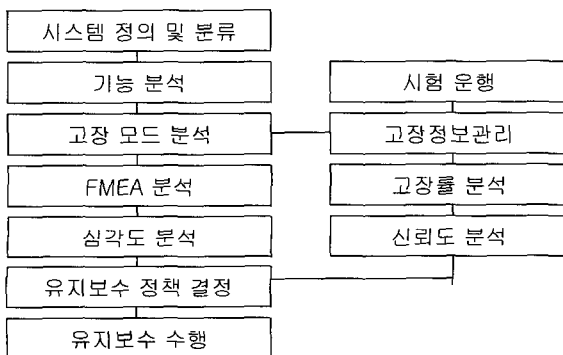 시스템 정의 및 분류
기능 분석
고장 모드 분석
FMEA 분석
심각도 분석
유지보수 정책 결정
유지보수 수행
시험 운행
고장정보관리
고장률 분석
신뢰도 분석